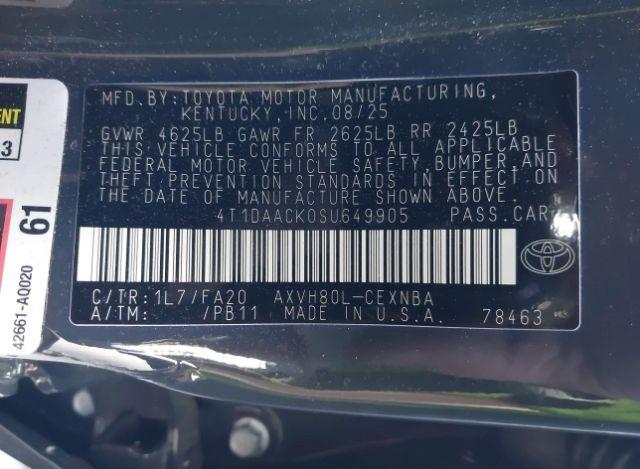 MFD.BY:TOYOTA MOTOR MANUFACTURING,
KENTUCKY,INC.08/25
GVWR 4625LB GAWR FR 2625LB RR 2425LB
THIS VEHICLE CONFORMS TO ALL APPLICABLE
FEDERAL MOTOR VEHICLE SAFETY, BUMPER,AND
THEFT PREVENTION STANDARDS IN EFFECT ON
THE DATE OF MANUFACTURE SHOWN ABOVE.
4T1DAACK0SU649905 PASS.CAR
C/TR:1L7/FA20 AXVH80L-CEXNBA
A/TM: /PB11 MADE IN U.S.A. 78463
ENT
3
61
42661-A0020